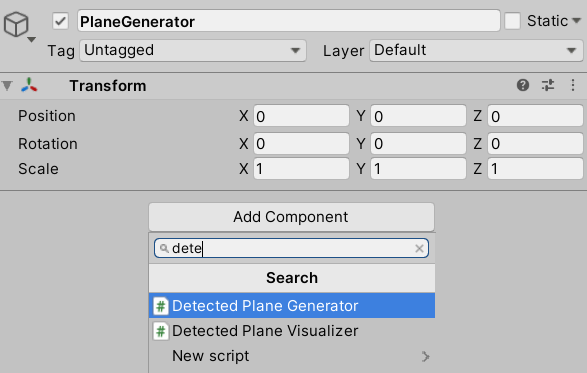 PlaneGenerator Static
Tag Untagged Layer Default
Transform
Position X 0 Y 0 Z 0
Rotation X 0 Y 0 Z 0
Scale X 1 Y 1 Z 1
Add Component
dete
Search
Detected Plane Generator
Detected Plane Visualizer
New script